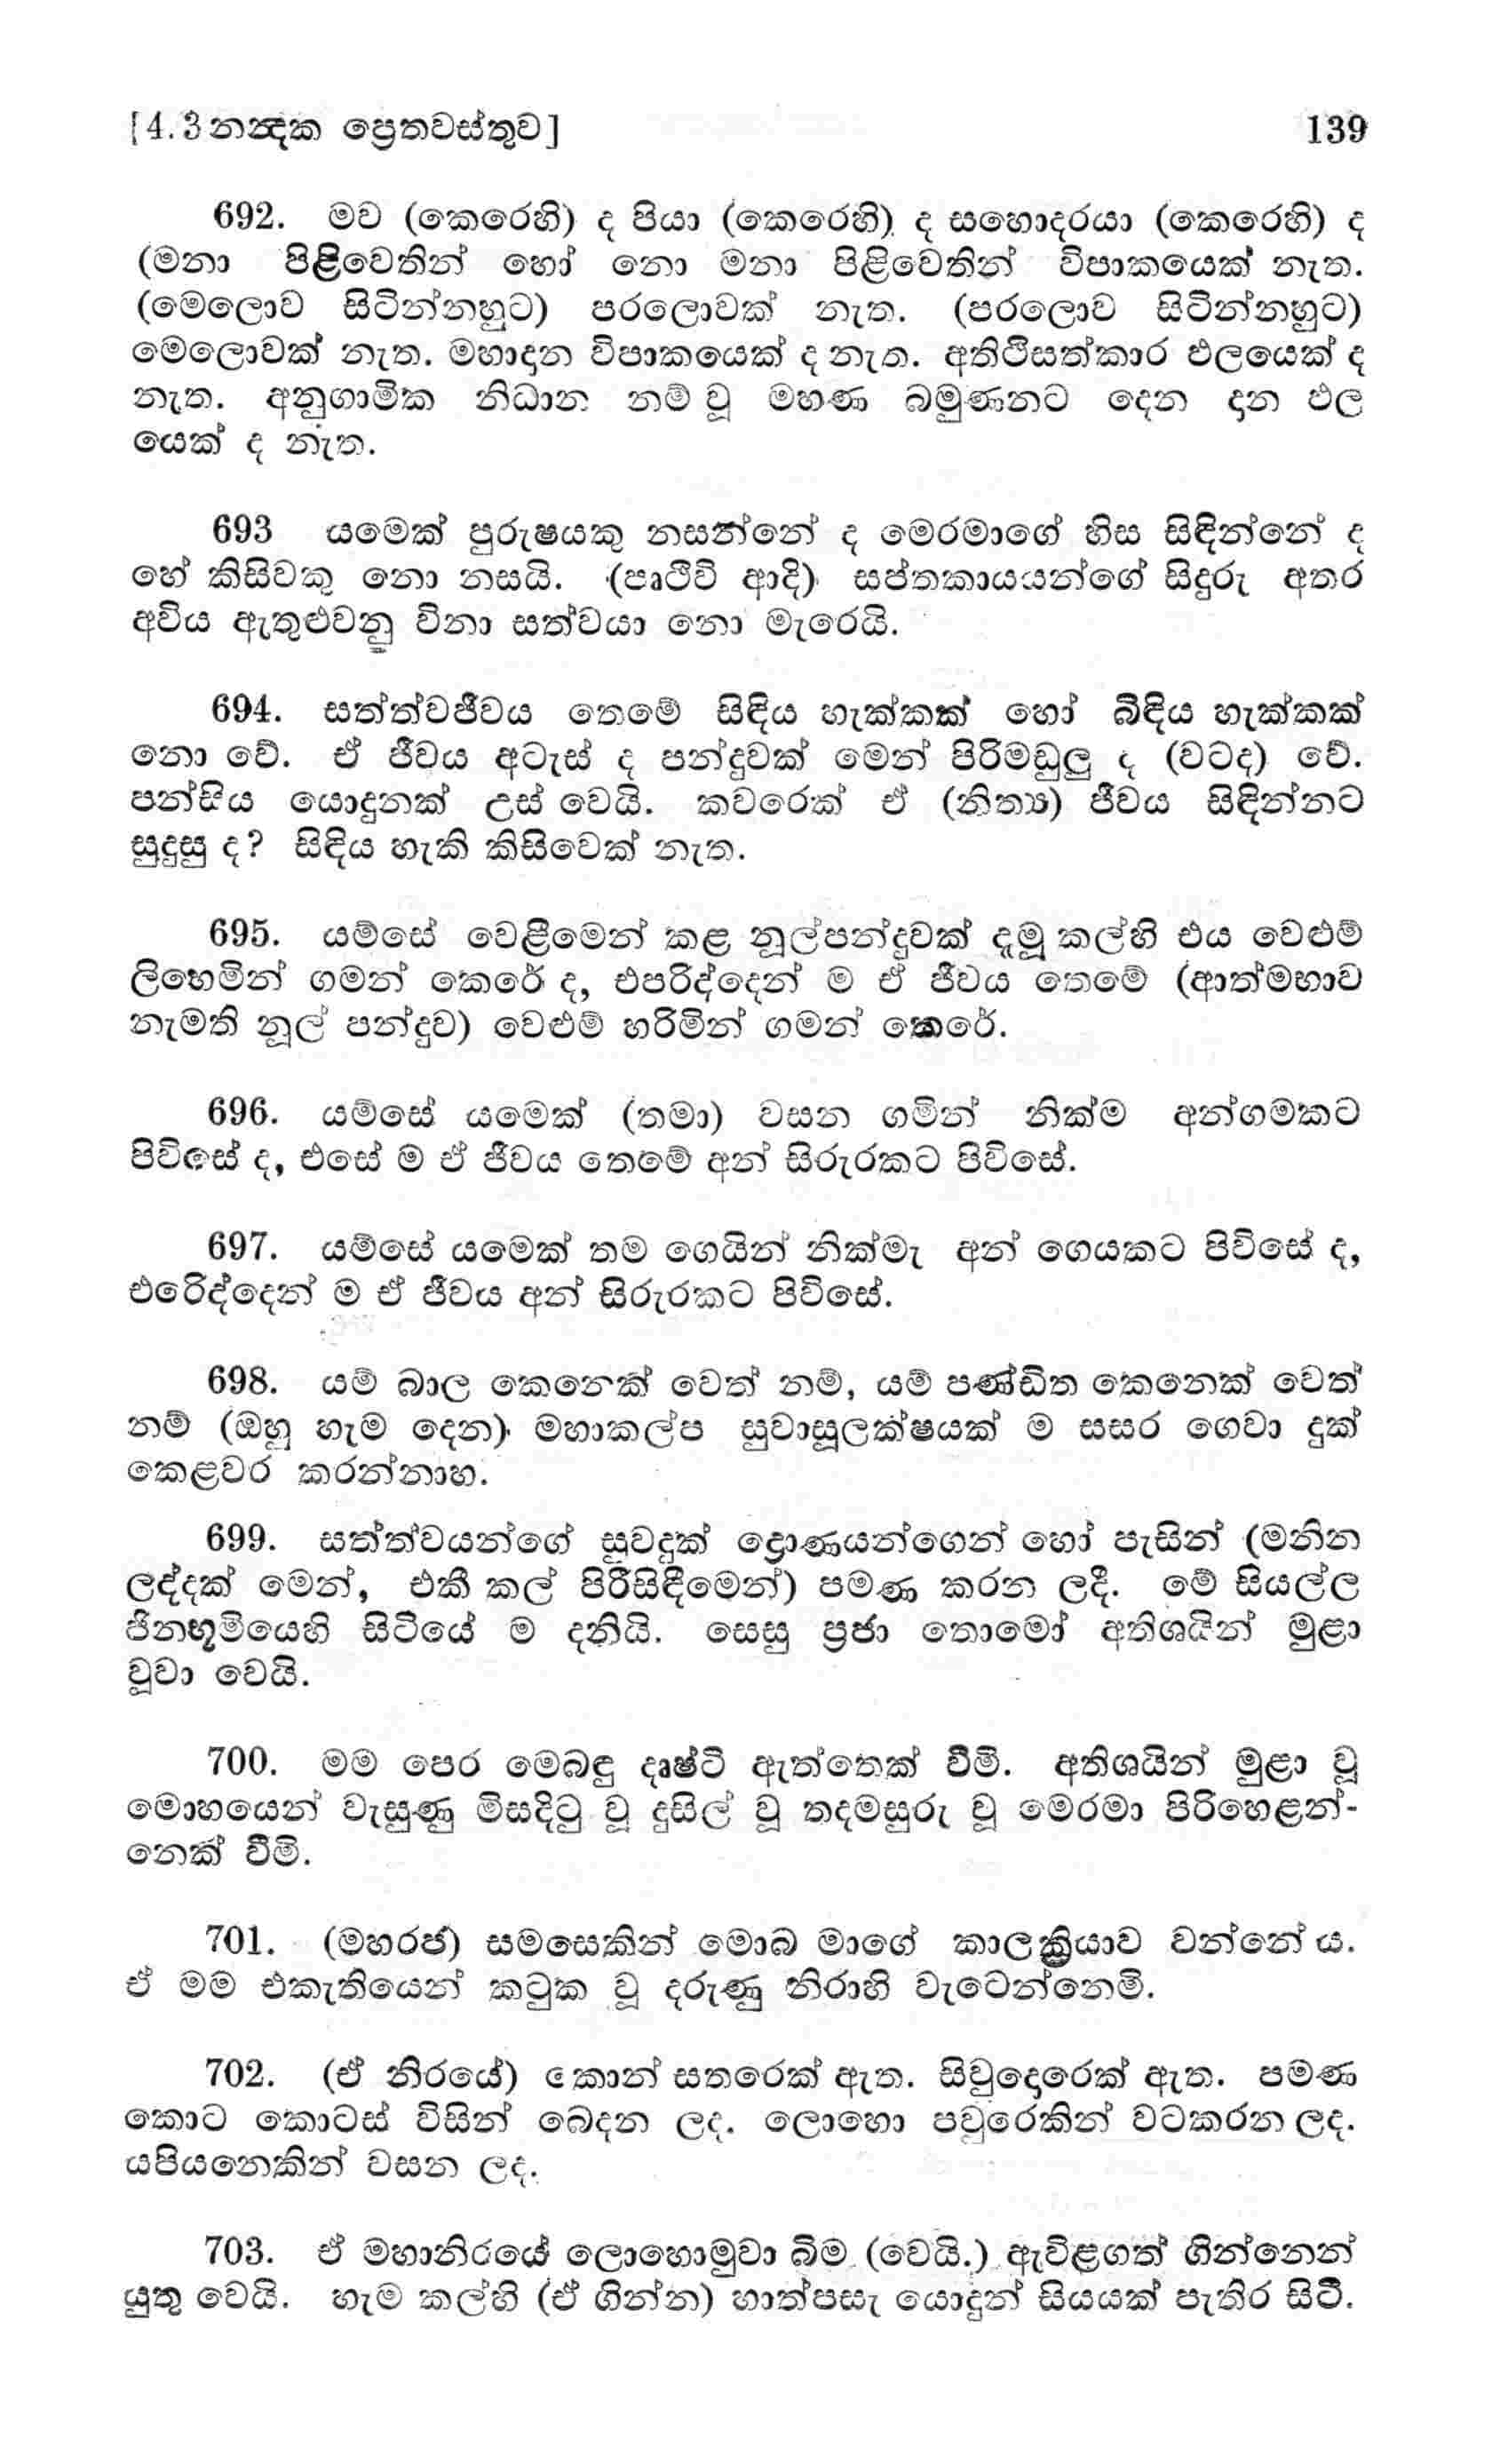 [4.3 නන්‍දක ප්‍රෙතවස්තුව] 139
692. මව (කෙරෙහි) ද පියා (කෙරෙහි) ද සහොදරයා (කෙරෙහි) ද
(මනා පිළිවෙතින් හෝ නො මනා පිළිවෙතින් විපාකයෙක් නැත.
(මෙලොව සිටින්නහුට) පරලොවක් නැත. (පරලොව සිටින්නහුට)
මෙලොවක් නැත. මහාදාන විපාකයෙක් ද නැත. අතිථිසත්කාර ඵලයෙක් ද
නැත. අනුගාමික නිධාන නම් වූ මහණ බමුණනට දෙන දාන ඵල
යෙක් ද නැත.
693 යමෙක් පුරුෂයකු නසන්නේ ද මෙරමාගේ හිස සිඳින්නේ ද
හේ කිසිවකු නො නසයි. (පෘථිවි ආදි) සප්තකායයන්ගේ සිදුරු අතර
අවිය ඇතුළුවනු විනා සත්වයා නො මැරෙයි.
694. සත්ත්වජීවය තෙමේ සිඳිය හැක්කක් හෝ බිඳිය හැක්කක්
නො වේ. ඒ ජීවය අටැස් ද පන්දුවක් මෙන් පිරිමඩුලු ද (වටද) වේ.
පන්සිය යොදුනක් උස් වෙයි. කවරෙක් ඒ (නිත්‍ය) ජීවය සිඳින්නට
සුදුසු ද? සිඳිය හැකි කිසිවෙක් නැත.
695. යම්සේ වෙළීමෙන් කළ නූල්පන්දුවක් දැමූ කල්හි එය වෙළුම්
ලිහෙමින් ගමන් කෙරේ ද, එපරිද්දෙන් ම ඒ ජීවය තෙමේ (ආත්මභාව
නැමති නූල් පන්දුව) වෙළුම් හරිමින් ගමන් කෙරේ.
696. යම්සේ යමෙක් (තමා) වසන ගමින් නික්ම අන්ගමකට
පිවිසේ ද, එසේ ම ඒ ජීවය තෙමේ අන් සිරුරකට පිවිසේ.
697. යම්සේ යමෙක් තම ගෙයින් නික්මැ අන් ගෙයකට පිවිසේ ද,
එරිද්දෙන් ම ඒ ජීවය අන් සිරුරකට පිවිසේ.
698. යම් බාල කෙනෙක් වෙත් නම්, යම් පණ්ඩිත කෙනෙක් වෙත්
නම් (ඔහු හැම දෙන) මහාකල්ප සුවාසූලක්ෂයක් ම සසර ගෙවා දුක්
කෙළවර කරන්නාහ.
699. සත්ත්වයන්ගේ සුවදුක් ද්‍රොණයන්ගෙන් හෝ පැසින් (මනින
ලද්දක් මෙන්, එකී කල් පිරිසිඳීමෙන්) පමණ කරන ලදී. මේ සියල්ල
ජිනභූමියෙහි සිටියේ ම දනියි. සෙසු ප්‍රජා තොමෝ අතිශයින් මුළා
වූවා වෙයි.
700. මම පෙර මෙබඳු දෘෂ්ටි ඇත්තෙක් වීමි. අතිශයින් මුළා වූ
මොහයෙන් වැසුණු මිසදිටු වූ දුසිල් වූ තදමසුරු වූ මෙරමා පිරිහෙළන්-
නෙක් වීමි.
701. (මහරජ) සමසෙකින් මොබ මාගේ කාලක්‍රියාව වන්නේ ය.
ඒ මම එකැතියෙන් කටුක වූ දරුණු නිරාහි වැටෙන්නෙමි.
702. (ඒ නිරයේ) කොන් සතරෙක් ඇත. සිවුදොරෙක් ඇත. පමණ
කොට කොටස් විසින් බෙදන ලද. ලොහො පවුරෙකින් වටකරන ලද.
යපියනෙකින් වසන ලද.
703. ඒ මහානිරයේ ලොහොමුවා බිම (වෙයි.) ඇවිළගත් ගින්නෙන්
යුතු වෙයි. හැම කල්හි (ඒ ගින්න) හාත්පසැ යොදුන් සියයක් පැතිර සිටී.